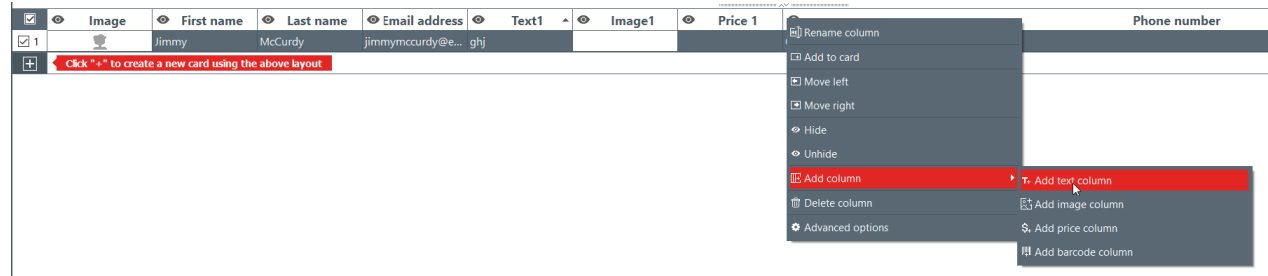 Image First name Last name Email address Text1 Image1 Price 1 Phone number
1 Jimmy McCurdy jimmymccurdy@e... ghj
Click "+" to create a new card using the above layout
Rename column
Add to card
Move left
Move right
Hide
Unhide
Add column
Delete column
Advanced options
Add text column
Add image column
Add price column
Add barcode column